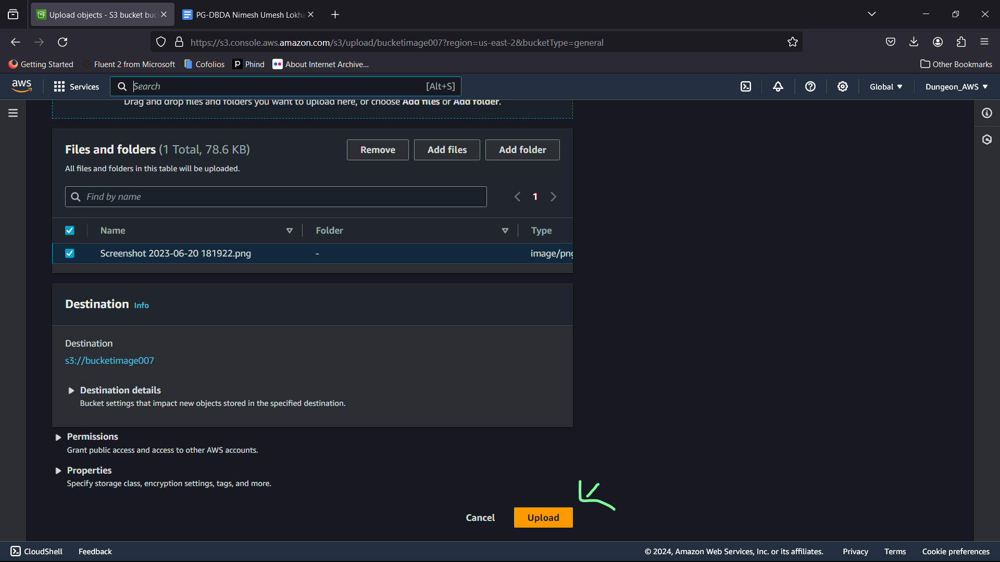 Upload objects - S3 bucket buc
PG-DBDA Nimesh Umesh Lokha
https://s3.console.aws.amazon.com/s3/upload/bucketimage007?region=us-east-2&bucketType=general
Getting Started
Fluent 2 from Microsoft
Cofolios
Phind
About Internet Archive...
Other Bookmarks
aws
Services
Search
[Alt+S]
Global
Dungeon_AWS
Drag and drop files and folders you want to upload here, or choose Add files or Add folder.
Files and folders (1 Total, 78.6 KB)
Remove
Add files
Add folder
All files and folders in this table will be uploaded.
Find by name
1
Name
Folder
Type
Screenshot 2023-06-20 181922.png
-
image/png
Destination Info
Destination
s3://bucketimage007
Destination details
Bucket settings that impact new objects stored in the specified destination.
Permissions
Grant public access and access to other AWS accounts.
Properties
Specify storage class, encryption settings, tags, and more.
Cancel
Upload
CloudShell
Feedback
© 2024, Amazon Web Services, Inc. or its affiliates.
Privacy
Terms
Cookie preferences